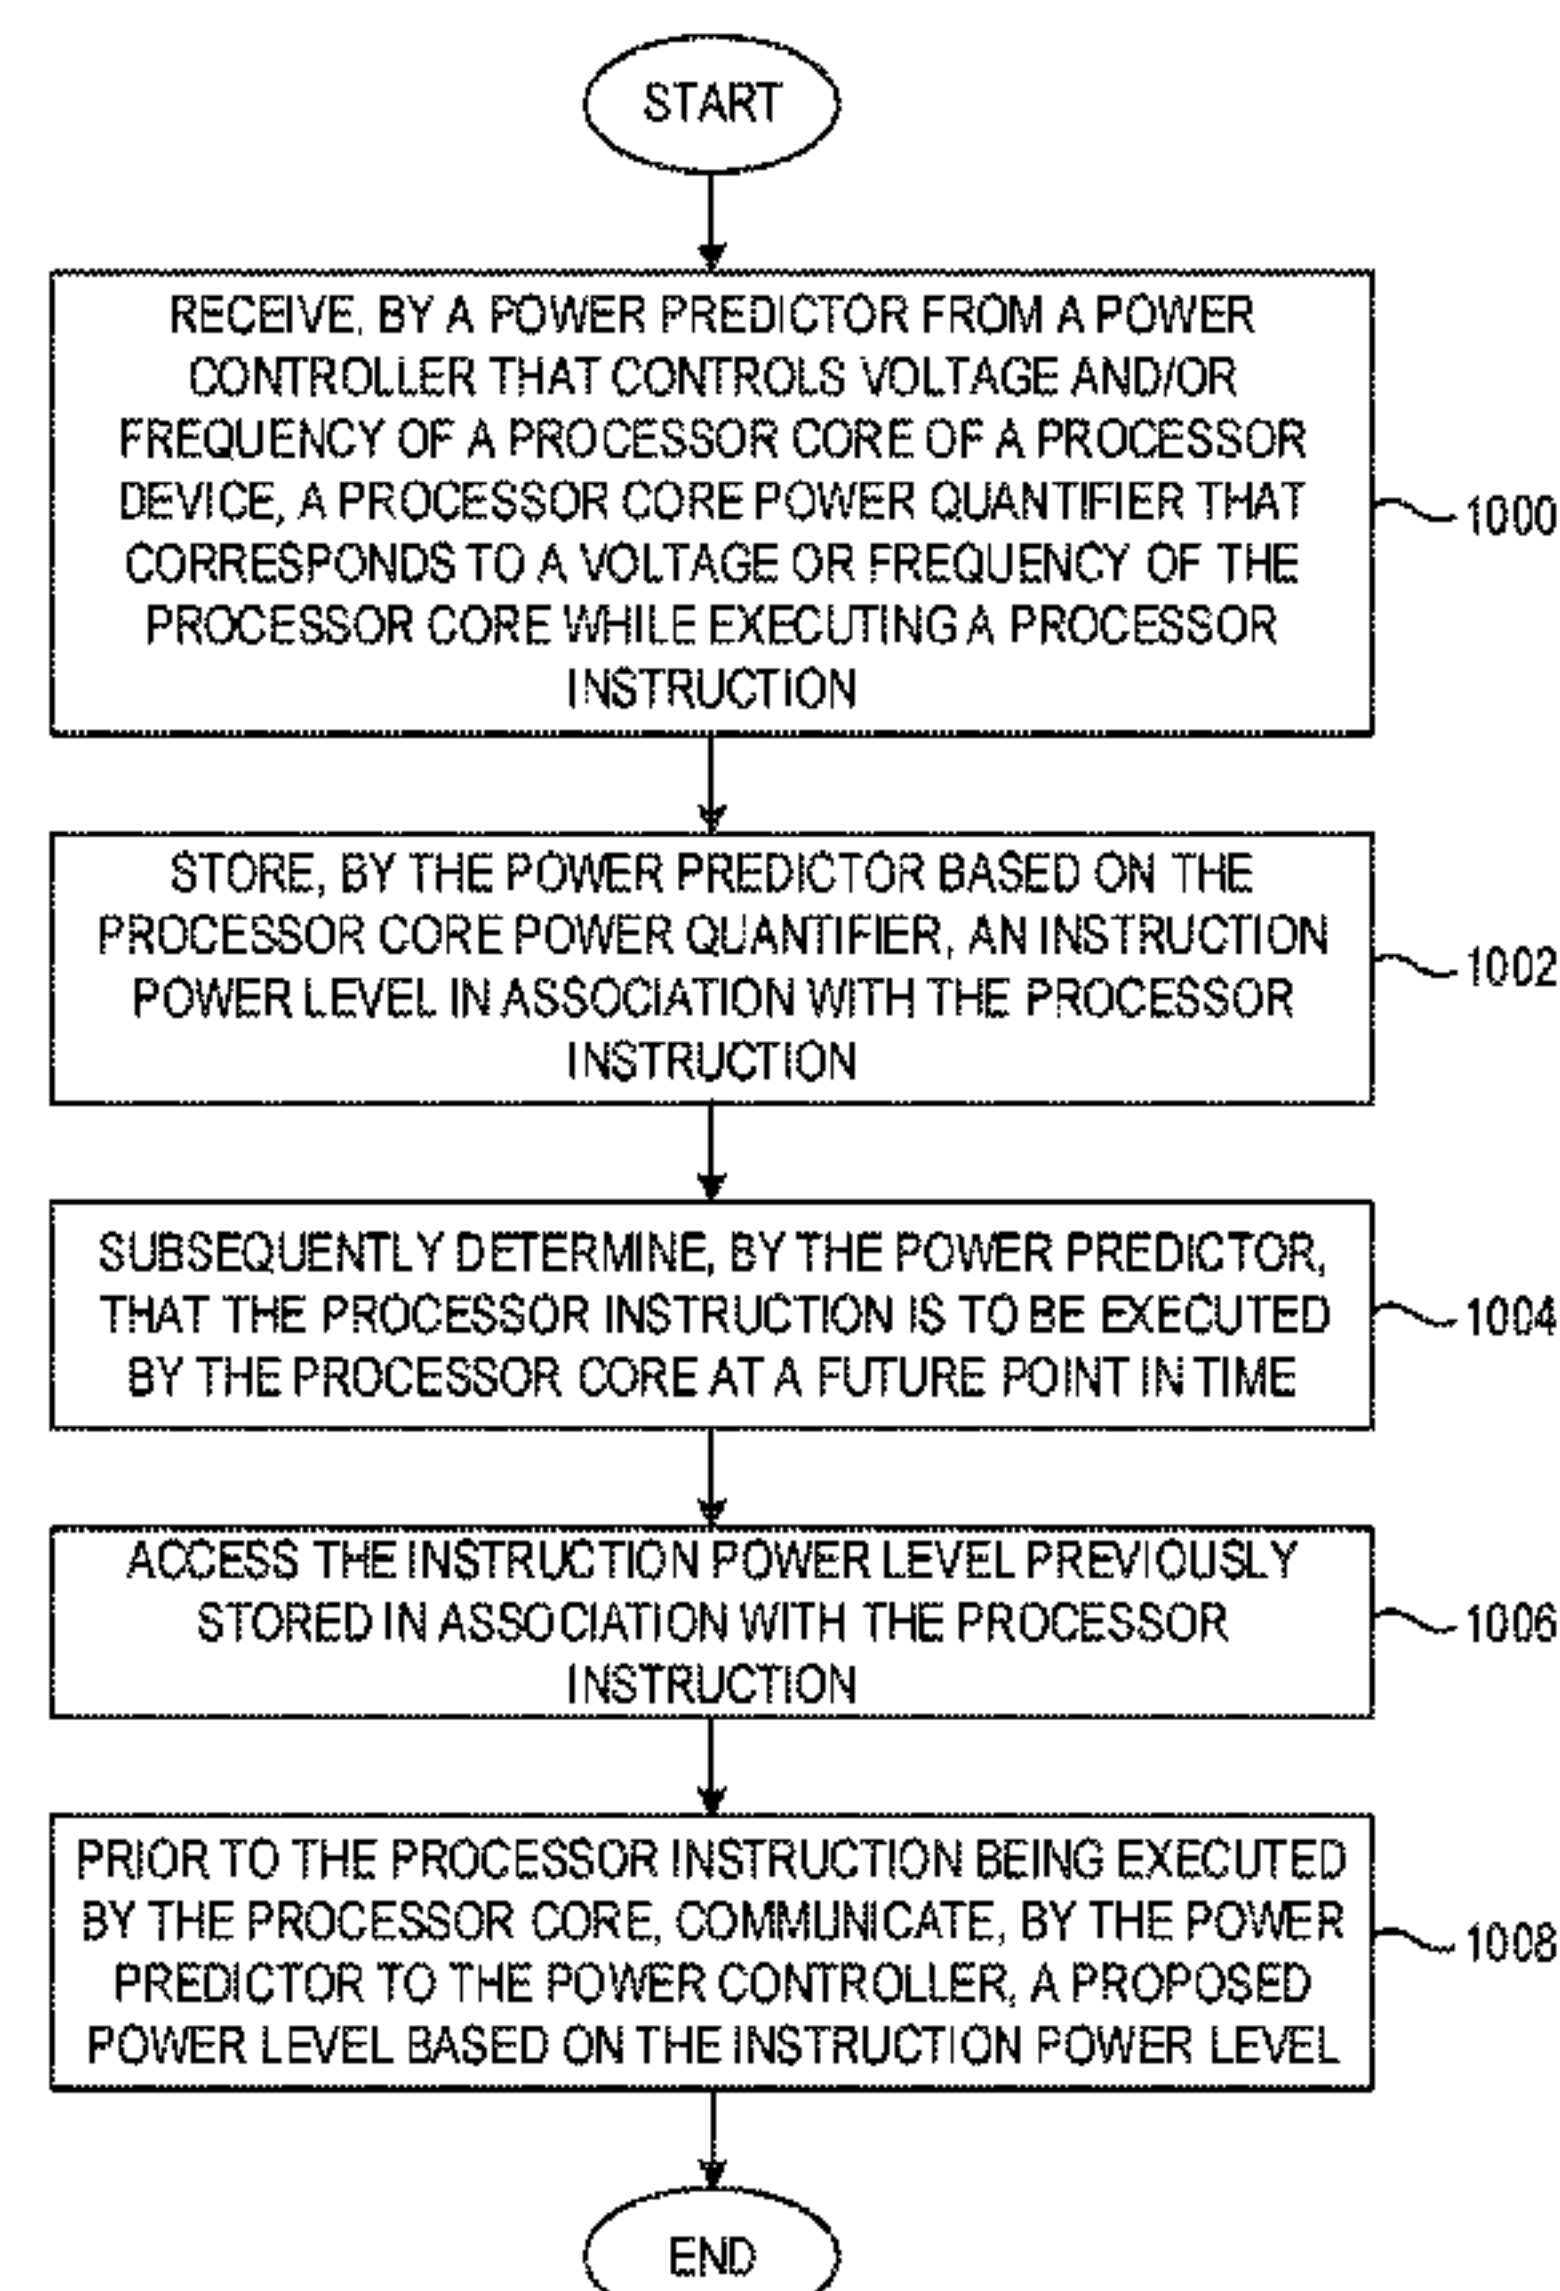 START
RECEIVE, BY A POWER PREDICTOR FROM A POWER
CONTROLLER THAT CONTROLS VOLTAGE AND/OR
FREQUENCY OF A PROCESSOR CORE OF A PROCESSOR
DEVICE, A PROCESSOR CORE POWER QUANTIFIER THAT
CORRESPONDS TO A VOLTAGE OR FREQUENCY OF THE
PROCESSOR CORE WHILE EXECUTING A PROCESSOR
INSTRUCTION
1000
STORE, BY THE POWER PREDICTOR BASED ON THE
PROCESSOR CORE POWER QUANTIFIER, AN INSTRUCTION
POWER LEVEL IN ASSOCIATION WITH THE PROCESSOR
INSTRUCTION
1002
SUBSEQUENTLY DETERMINE, BY THE POWER PREDICTOR,
THAT THE PROCESSOR INSTRUCTION IS TO BE EXECUTED
BY THE PROCESSOR CORE AT A FUTURE POINT IN TIME
1004
ACCESS THE INSTRUCTION POWER LEVEL PREVIOUSLY
STORED IN ASSOCIATION WITH THE PROCESSOR
INSTRUCTION
1006
PRIOR TO THE PROCESSOR INSTRUCTION BEING EXECUTED
BY THE PROCESSOR CORE, COMMUNICATE, BY THE POWER
PREDICTOR TO THE POWER CONTROLLER, A PROPOSED
POWER LEVEL BASED ON THE INSTRUCTION POWER LEVEL
1008
END